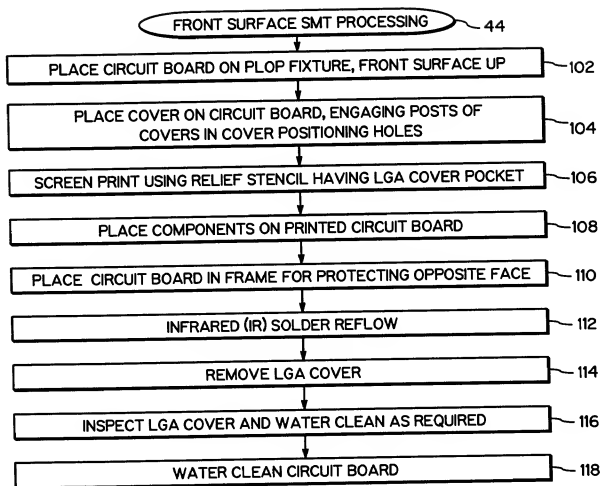 FRONT SURFACE SMT PROCESSING 44
PLACE CIRCUIT BOARD ON PLOP FIXTURE, FRONT SURFACE UP 102
PLACE COVER ON CIRCUIT BOARD, ENGAGING POSTS OF
COVERS IN COVER POSITIONING HOLES 104
SCREEN PRINT USING RELIEF STENCIL HAVING LGA COVER POCKET 106
PLACE COMPONENTS ON PRINTED CIRCUIT BOARD 108
PLACE CIRCUIT BOARD IN FRAME FOR PROTECTING OPPOSITE FACE 110
INFRARED (IR) SOLDER REFLOW 112
REMOVE LGA COVER 114
INSPECT LGA COVER AND WATER CLEAN AS REQUIRED 116
WATER CLEAN CIRCUIT BOARD 118